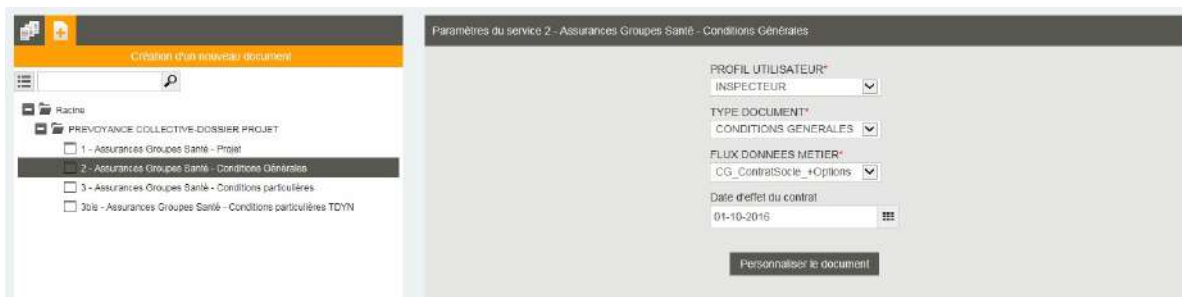 Création d'un nouveau document
Racine
PREVOYANCE COLLECTIVE-DOSSIER PROJET
1 - Assurances Groupes Santé - Projet
2 - Assurances Groupes Santé - Conditions Générales
3 - Assurances Groupes Santé - Conditions particulières
3bis - Assurances Groupes Santé - Conditions particulières TDYN
Paramètres du service 2 - Assurances Groupes Santé - Conditions Générales
PROFIL UTILISATEUR*
INSPECTEUR
TYPE DOCUMENT*
CONDITIONS GENERALES
FLUX DONNEES METIER*
CG_ContratSocle_+Options
Date d'effet du contrat
01-10-2016
Personnaliser le document